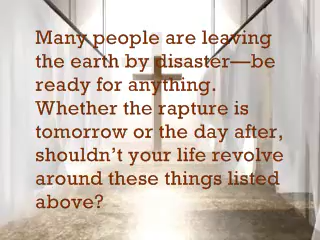 Many people are leaving
the earth by disaster—be
ready for anything.
Whether the rapture is
tomorrow or the day after,
shouldn’t your life revolve
around these things listed
above?